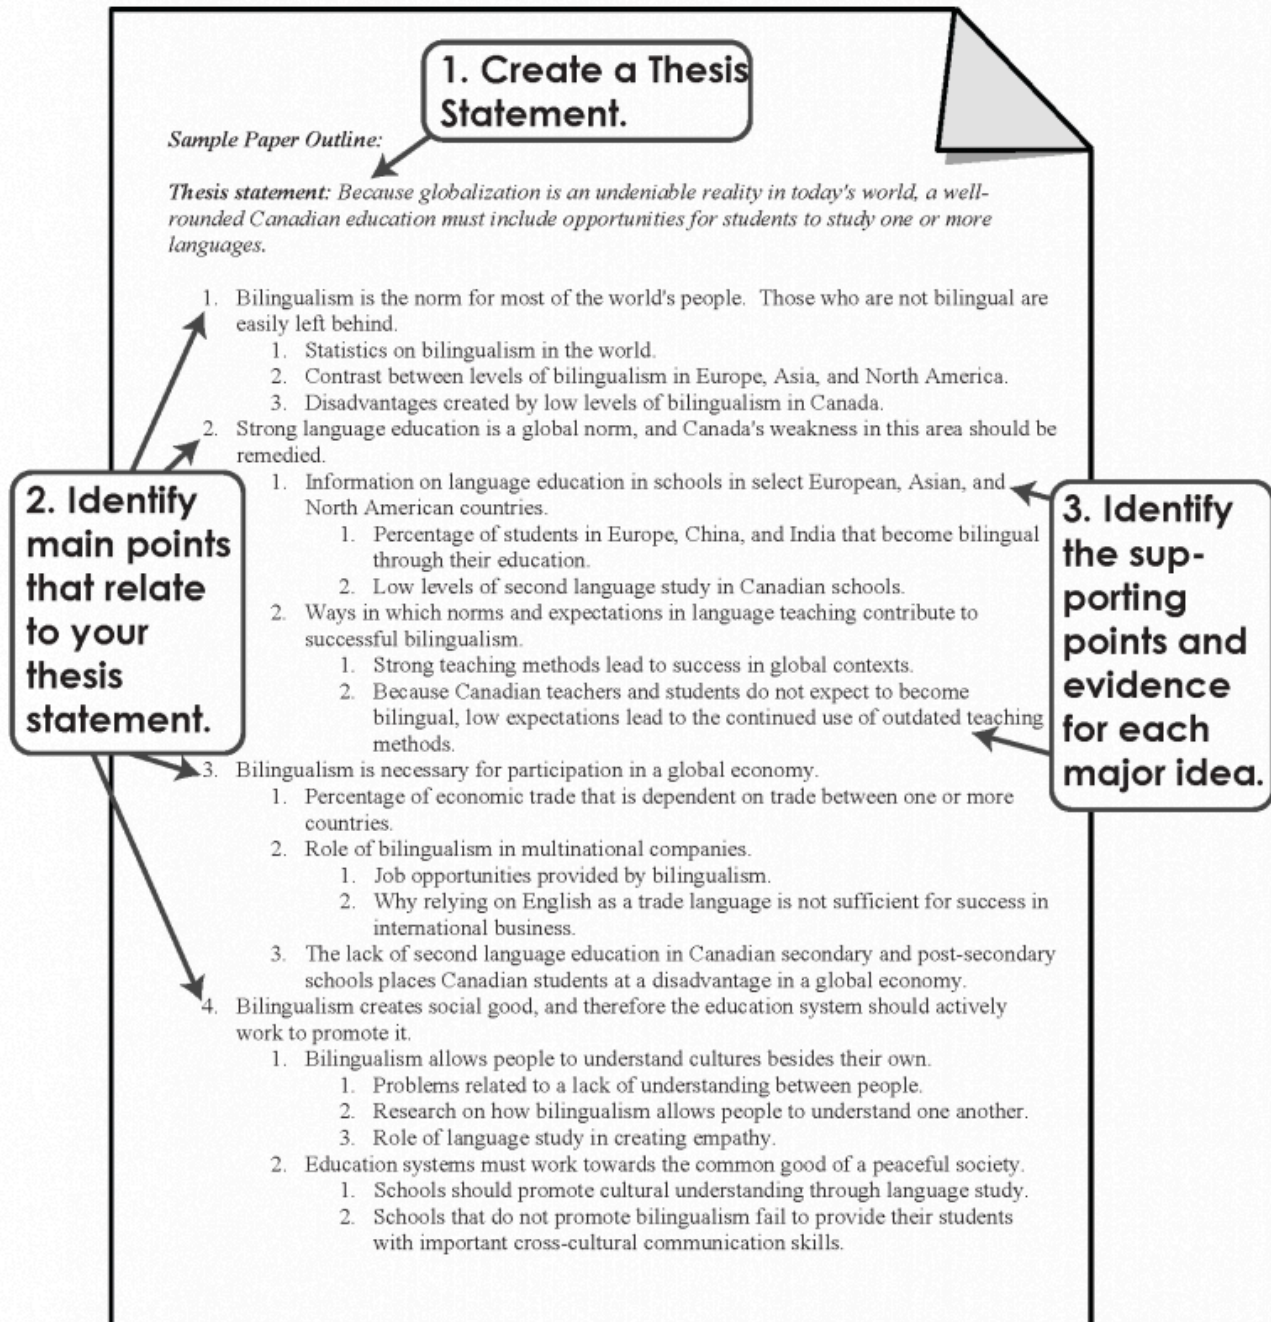 1. Create a Thesis
Statement.
Sample Paper Outline:
Thesis statement: Because globalization is an undeniable reality in today's world, a well-
rounded Canadian education must include opportunities for students to study one or more
languages.
1. Bilingualism is the norm for most of the world's people. Those who are not bilingual are
easily left behind.
1. Statistics on bilingualism in the world.
2. Contrast between levels of bilingualism in Europe, Asia, and North America.
3. Disadvantages created by low levels of bilingualism in Canada.
2. Strong language education is a global norm, and Canada's weakness in this area should be
remedied.
1. Information on language education in schools in select European, Asian, and
North American countries.
1. Percentage of students in Europe, China, and India that become bilingual
through their education.
2. Low levels of second language study in Canadian schools.
2. Ways in which norms and expectations in language teaching contribute to
successful bilingualism.
1. Strong teaching methods lead to success in global contexts.
2. Because Canadian teachers and students do not expect to become
bilingual, low expectations lead to the continued use of outdated teaching
methods.
3. Bilingualism is necessary for participation in a global economy.
1. Percentage of economic trade that is dependent on trade between one or more
countries.
2. Role of bilingualism in multinational companies.
1. Job opportunities provided by bilingualism.
2. Why relying on English as a trade language is not sufficient for success in
international business.
3. The lack of second language education in Canadian secondary and post-secondary
schools places Canadian students at a disadvantage in a global economy.
4. Bilingualism creates social good, and therefore the education system should actively
work to promote it.
1. Bilingualism allows people to understand cultures besides their own.
1. Problems related to a lack of understanding between people.
2. Research on how bilingualism allows people to understand one another.
3. Role of language study in creating empathy.
2. Education systems must work towards the common good of a peaceful society.
1. Schools should promote cultural understanding through language study.
2. Schools that do not promote bilingualism fail to provide their students
with important cross-cultural communication skills.
2. Identify
main points
that relate
to your
thesis
statement.
3. Identify
the sup-
porting
points and
evidence
for each
major idea.